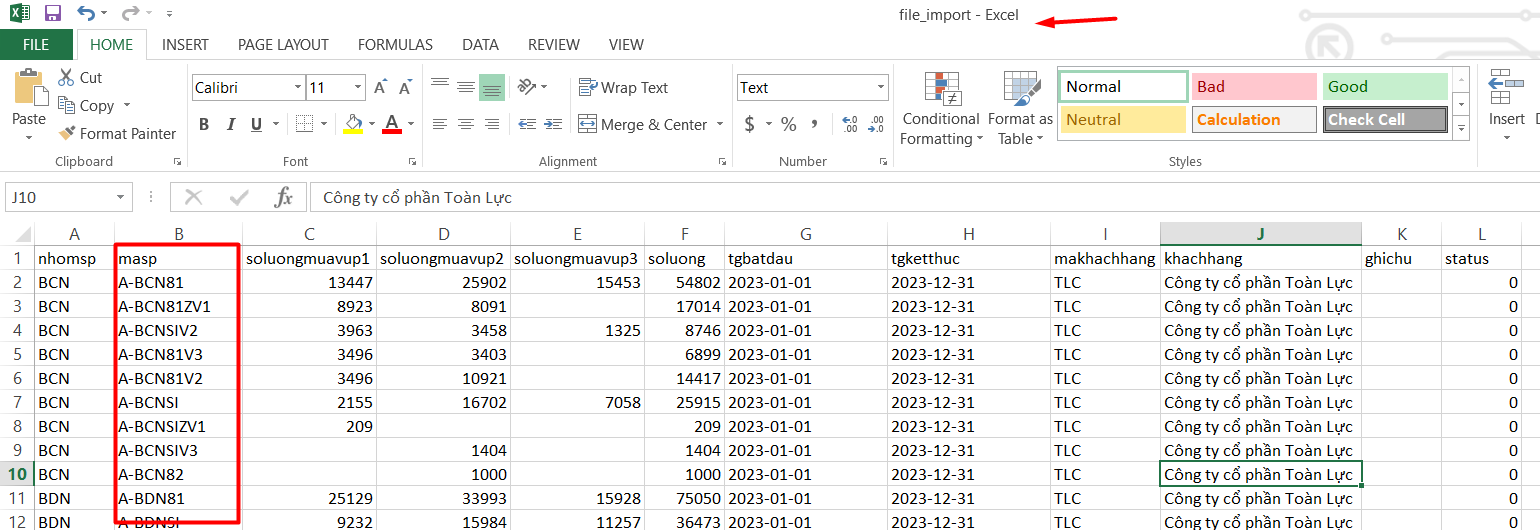 file_import - Excel
FILE HOME INSERT PAGE LAYOUT FORMULAS DATA REVIEW VIEW
Cut
Copy
Format Painter
Paste
Clipboard
Calibri 11
B I U
Font
Wrap Text
Merge & Center
Alignment
Text
$ % ,
Number
Conditional Formatting
Format as Table
Normal Bad Good
Neutral Calculation Check Cell
Styles
Insert
J10 fx Công ty cổ phần Toàn Lực
A B C D E F G H I J K L
1 nhomsp masp soluongmuavup1 soluongmuavup2 soluongmuavup3 soluong tgbatdau tgketthuc makhachhang khachhang ghichu status
2 BCN A-BCN81 13447 25902 15453 54802 2023-01-01 2023-12-31 TLC Công ty cổ phần Toàn Lực 0
3 BCN A-BCN81ZV1 8923 8091 17014 2023-01-01 2023-12-31 TLC Công ty cổ phần Toàn Lực 0
4 BCN A-BCNSIV2 3963 3458 1325 8746 2023-01-01 2023-12-31 TLC Công ty cổ phần Toàn Lực 0
5 BCN A-BCN81V3 3496 3403 6899 2023-01-01 2023-12-31 TLC Công ty cổ phần Toàn Lực 0
6 BCN A-BCN81V2 3496 10921 14417 2023-01-01 2023-12-31 TLC Công ty cổ phần Toàn Lực 0
7 BCN A-BCNSI 2155 16702 7058 25915 2023-01-01 2023-12-31 TLC Công ty cổ phần Toàn Lực 0
8 BCN A-BCNSIZV1 209 209 2023-01-01 2023-12-31 TLC Công ty cổ phần Toàn Lực 0
9 BCN A-BCNSIV3 1404 1404 2023-01-01 2023-12-31 TLC Công ty cổ phần Toàn Lực 0
10 BCN A-BCN82 1000 1000 2023-01-01 2023-12-31 TLC Công ty cổ phần Toàn Lực 0
11 BDN A-BDN81 25129 33993 15928 75050 2023-01-01 2023-12-31 TLC Công ty cổ phần Toàn Lực 0
12 BDN A-BDNSI 9232 15984 11257 36473 2023-01-01 2023-12-31 TLC Công ty cổ phần Toàn Lực 0